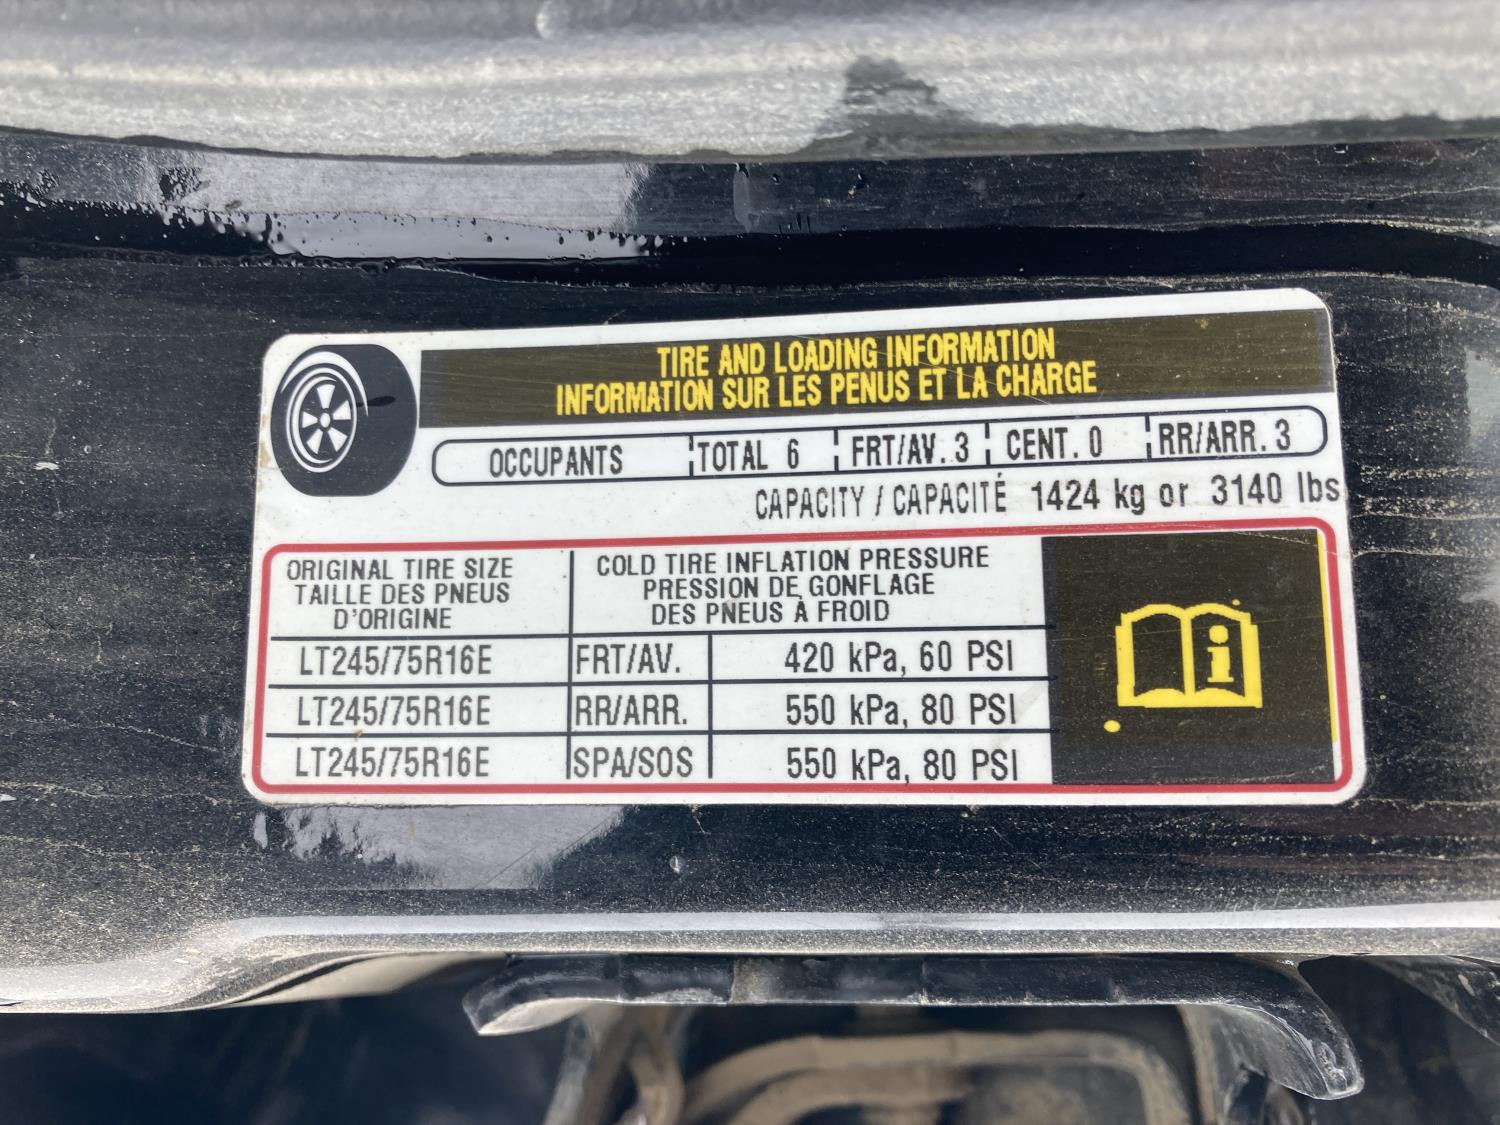 TIRE AND LOADING INFORMATION
INFORMATION SUR LES PENUS ET LA CHARGE
OCCUPANTS TOTAL 6 FRT/AV. 3 CENT. 0 RR/ARR. 3
CAPACITY / CAPACITÉ 1424 kg or 3140 lbs
ORIGINAL TIRE SIZE
TAILLE DES PNEUS
D'ORIGINE
COLD TIRE INFLATION PRESSURE
PRESSION DE GONFLAGE
DES PNEUS À FROID
LT245/75R16E FRT/AV. 420 kPa, 60 PSI
LT245/75R16E RR/ARR. 550 kPa, 80 PSI
LT245/75R16E SPA/SOS 550 kPa, 80 PSI